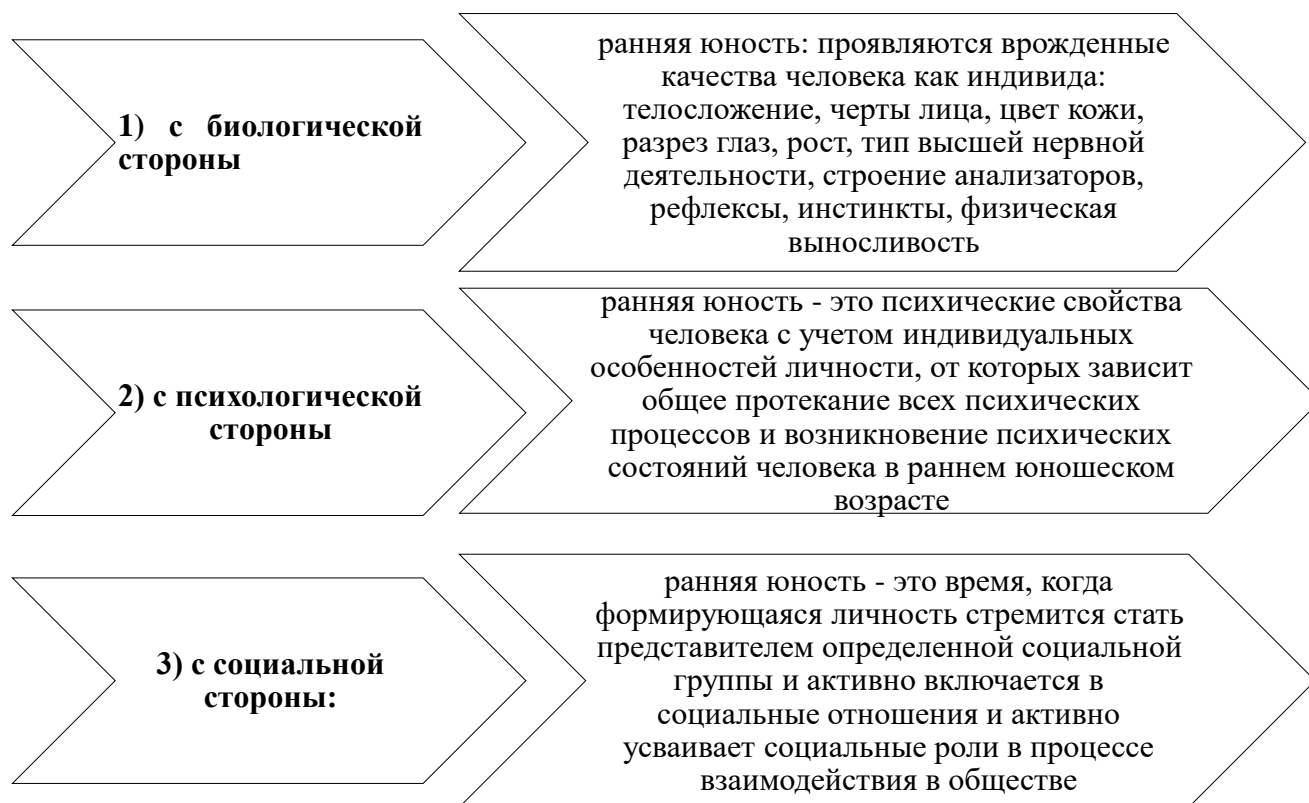 1) с биологической
стороны
ранняя юность: проявляются врожденные
качества человека как индивида:
телосложение, черты лица, цвет кожи,
разрез глаз, рост, тип высшей нервной
деятельности, строение анализаторов,
рефлексы, инстинкты, физическая
выносливость
2) с психологической
стороны
ранняя юность - это психические свойства
человека с учетом индивидуальных
особенностей личности, от которых зависит
общее протекание всех психических
процессов и возникновение психических
состояний человека в раннем юношеском
возрасте
3) с социальной
стороны:
ранняя юность - это время, когда
формирующаяся личность стремится стать
представителем определенной социальной
группы и активно включается в
социальные отношения и активно
усваивает социальные роли в процессе
взаимодействия в обществе